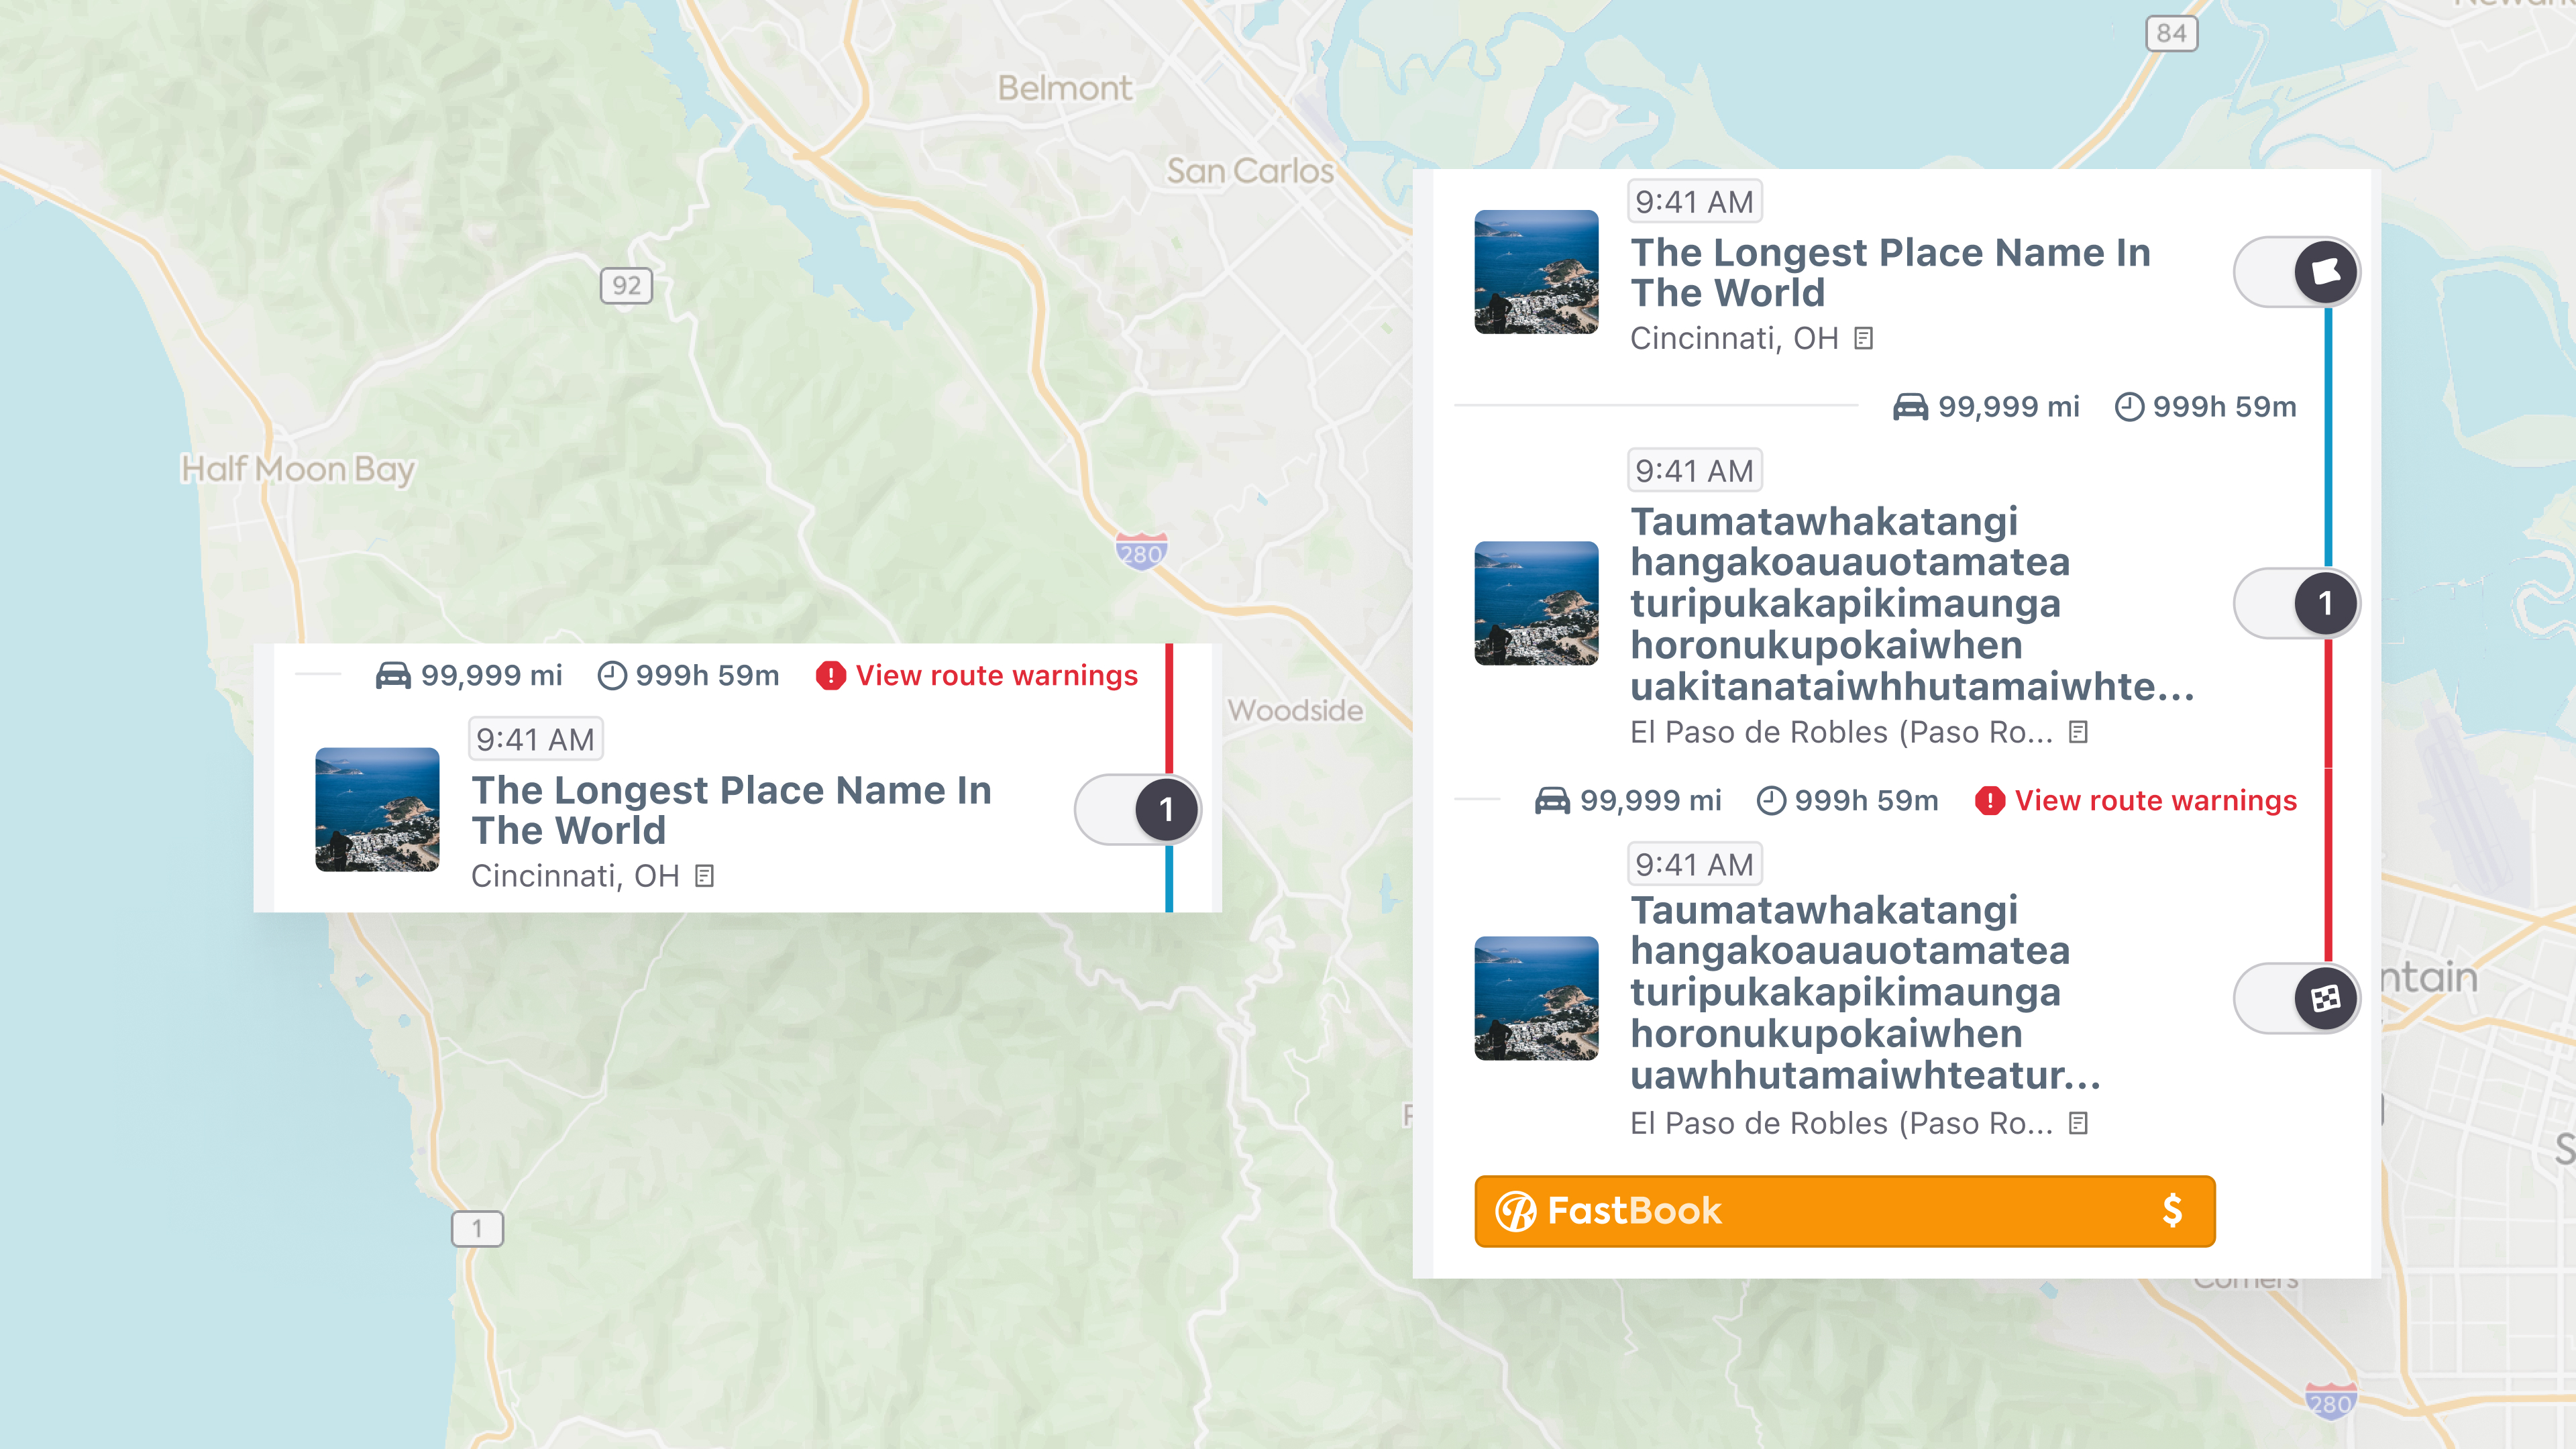 84
Belmont
San Carlos
92
Half Moon Bay
280
Woodside
1
ntain
280
99,999 mi 999h 59m View route warnings
9:41 AM
The Longest Place Name In
The World
Cincinnati, OH
1
9:41 AM
The Longest Place Name In
The World
Cincinnati, OH
99,999 mi 999h 59m
9:41 AM
Taumatawhakatangi
hangakoauauotamatea
turipukakapikimaunga
horonukupokaiwhen
uakitanataiwhhutamaiwhte...
El Paso de Robles (Paso Ro...
1
99,999 mi 999h 59m View route warnings
9:41 AM
Taumatawhakatangi
hangakoauauotamatea
turipukakapikimaunga
horonukupokaiwhen
uawhhutamaiwhteatur...
El Paso de Robles (Paso Ro...
FastBook $